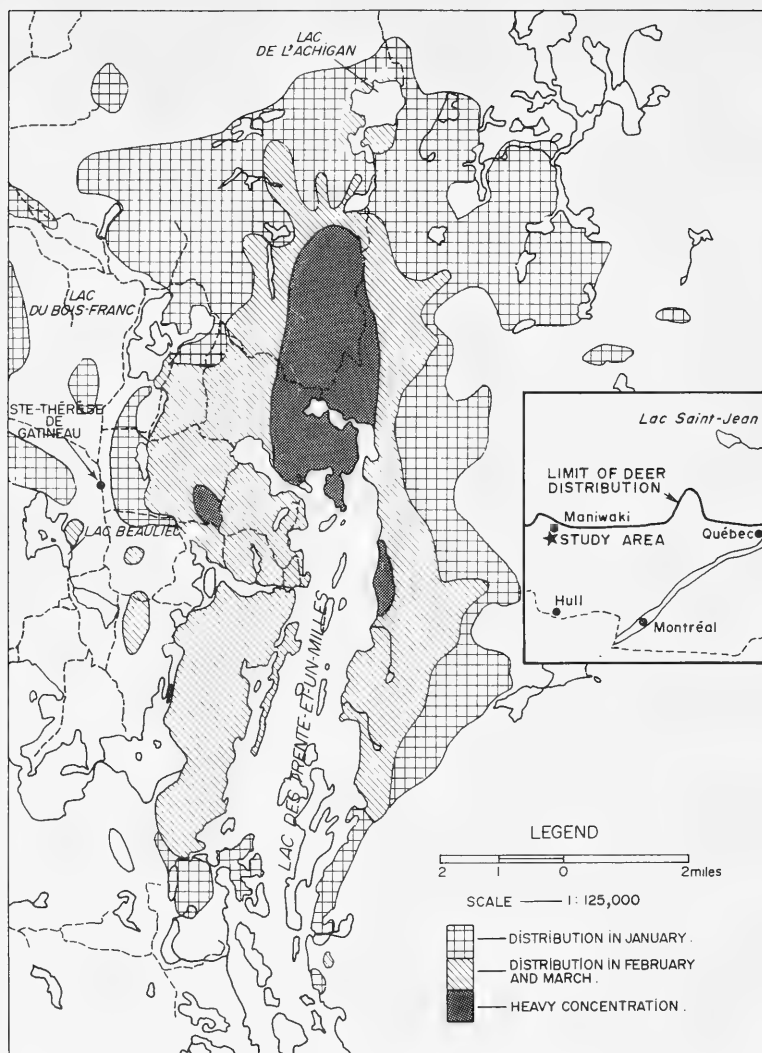 LAC
DE L'ACHIGAN
LAC
DU BOIS-FRANC
STE-THÉRÈSE
DE
GATINEAU
LAC BEAULIEU
LAC DES TRENTE-ET-UN-MILLES
Lac Saint-Jean
LIMIT OF DEER
DISTRIBUTION
Maniwaki
STUDY AREA
Québec
Hull
Montréal
LEGEND
2 1 0 2 miles
SCALE 1: 125,000
DISTRIBUTION IN JANUARY.
DISTRIBUTION IN FEBRUARY
AND MARCH.
HEAVY CONCENTRATION.